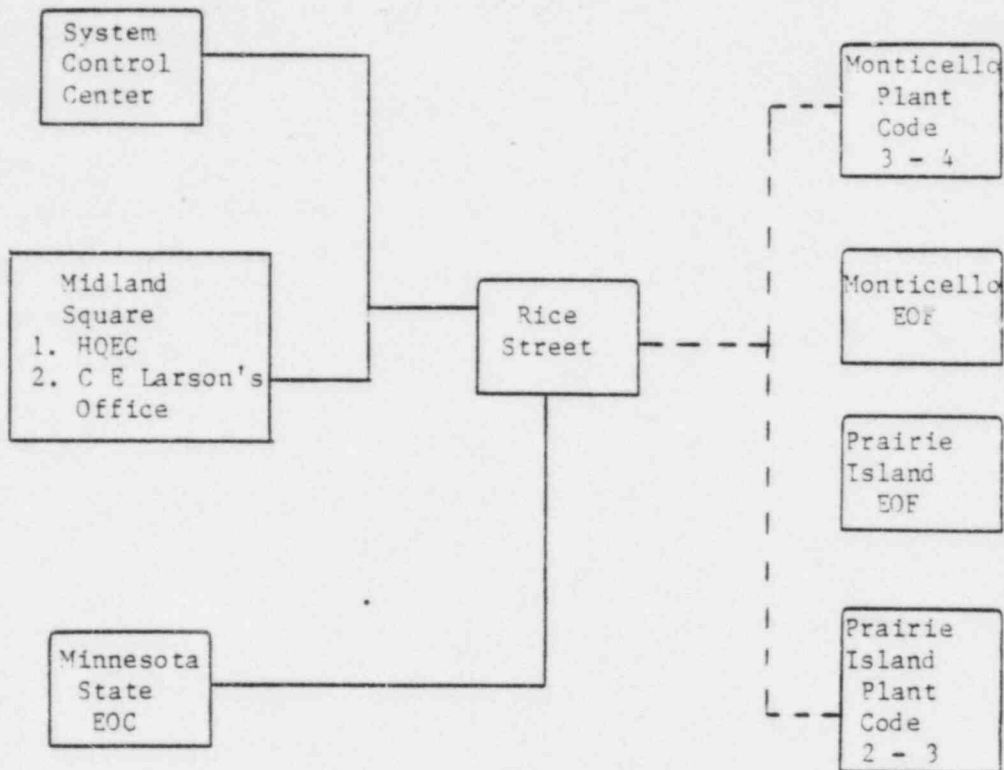 System
Control
Center
Midland
Square
1. HQEC
2. C E Larson's
Office
Minnesota
State
EOC
Rice
Street
Monticello
Plant
Code
3 - 4
Monticello
EOF
Prairie
Island
EOF
Prairie
Island
Plant
Code
2 - 3